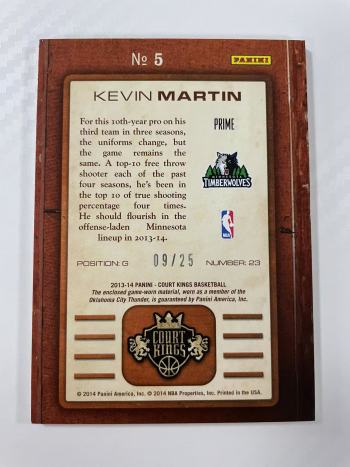 No 5
PANINI
KEVIN MARTIN
For this 10th-year pro on his
third team in three seasons,
the uniforms change, but
the game remains the
same. A top-10 free throw
shooter each of the past
four seasons, he's been in
the top 10 of true shooting
percentage four times.
He should flourish in the
offense-laden Minnesota
lineup in 2013-14.
PRIME
MINNESOTA
TIMBERWOLVES
NBA
POSITION: G
09/25
NUMBER: 23
2013-14 PANINI - COURT KINGS BASKETBALL
The enclosed game-worn material, worn as a member of the
Oklahoma City Thunder, is guaranteed by Panini America, Inc.
COURT
KINGS
© 2014 Panini America, Inc. © 2014 NBA Properties, Inc. Printed in the USA.